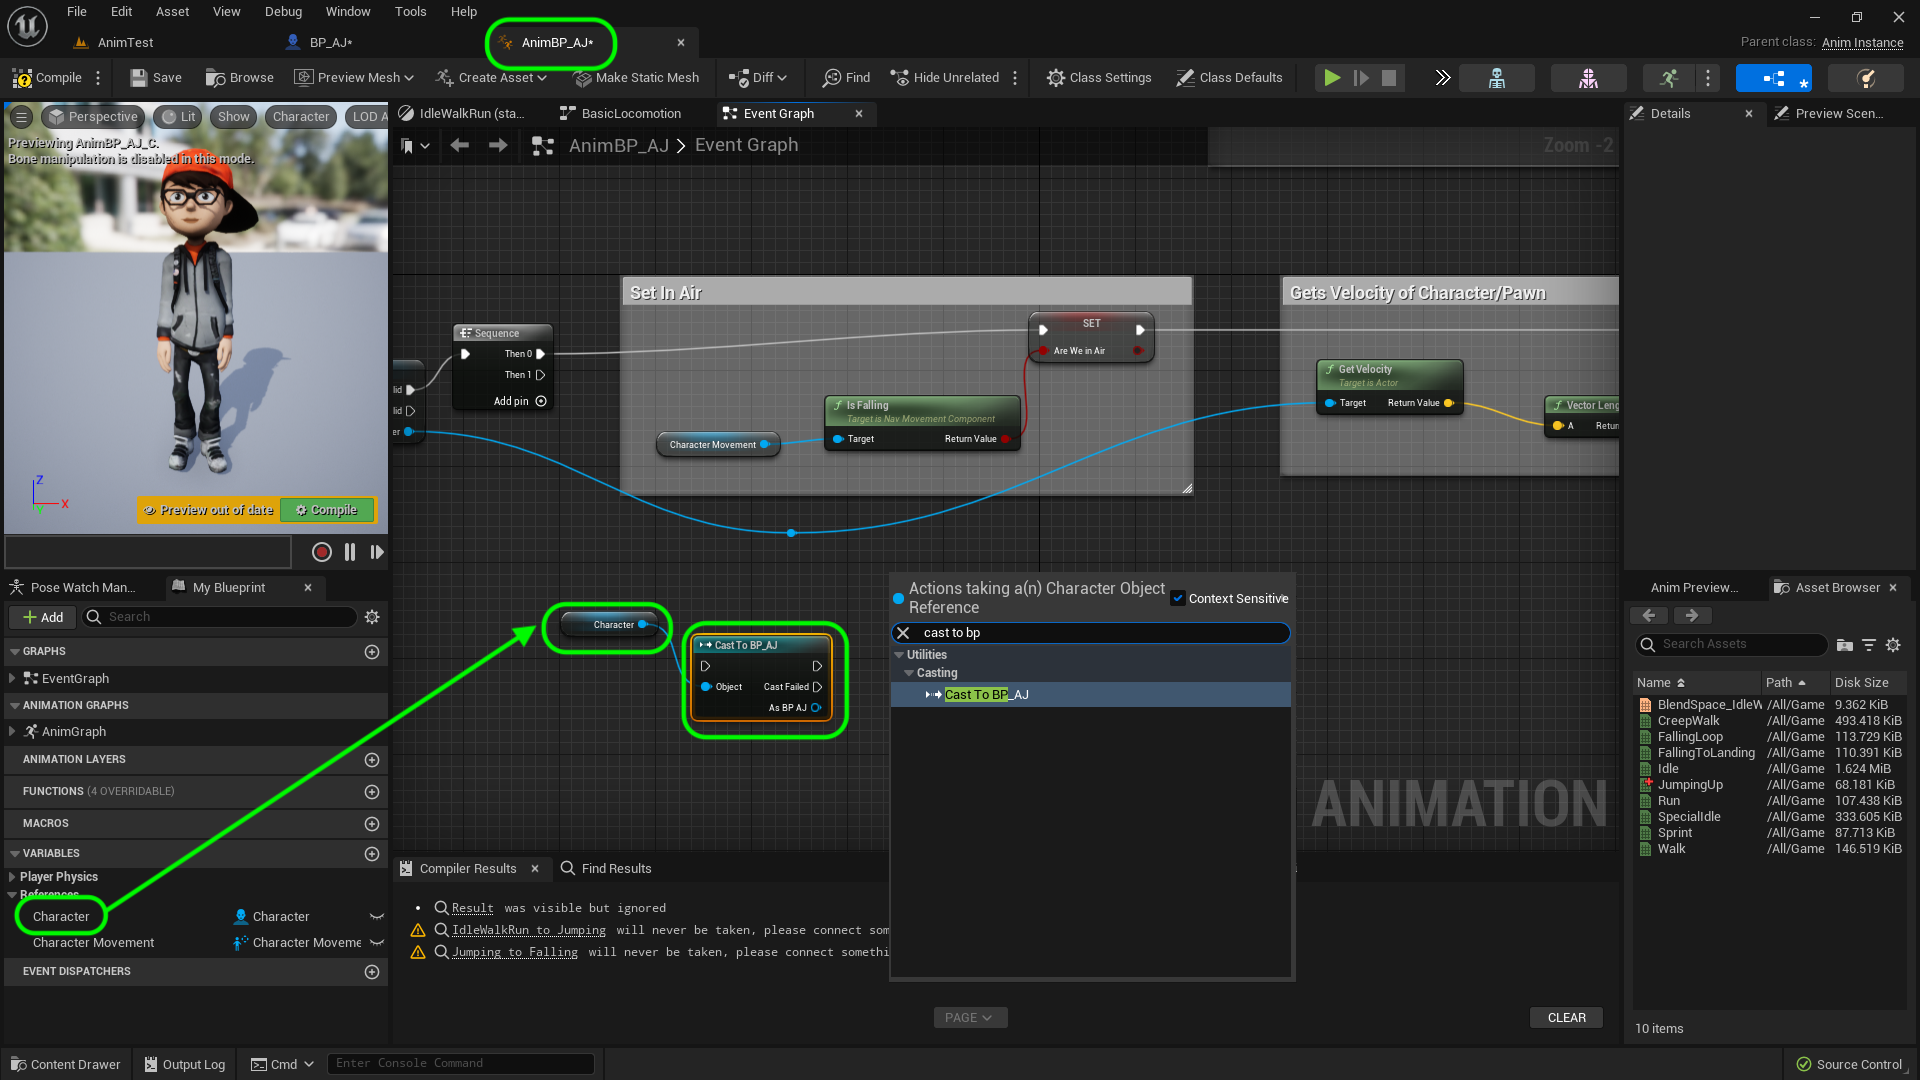 File Edit Asset View Debug Window Tools Help
AnimTest BP_AJ* AnimBP_AJ*
Parent class: Anim Instance
Compile Save Browse Preview Mesh Create Asset Make Static Mesh Diff Find Hide Unrelated Class Settings Class Defaults
Perspective Lit Show Character LOD A
Previewing AnimBP_AJ_C.
Bone manipulation is disabled in this mode.
Z
X
Y
Preview out of date Compile
IdleWalkRun (sta... BasicLocomotion Event Graph
AnimBP_AJ > Event Graph
Zoom -2
Set In Air
Gets Velocity of Character/Pawn
Sequence
Then 0
Then 1
Add pin
lid
lid
er
SET
Are We in Air
Is Falling
Target is Nav Movement Component
Target Return Value
Character Movement
Get Velocity
Target is Actor
Target Return Value
Vector Leng
A Return
Character
Cast To BP_AJ
Object Cast Failed
As BP AJ
Actions taking a(n) Character Object
Reference
Context Sensitive
cast to bp
Utilities
Casting
Cast To BP_AJ
ANIMATION
Pose Watch Man... My Blueprint
Add Search
GRAPHS
EventGraph
ANIMATION GRAPHS
AnimGraph
ANIMATION LAYERS
FUNCTIONS (4 OVERRIDABLE)
MACROS
VARIABLES
Player Physics
References
Character Character
Character Movement Character Moveme
EVENT DISPATCHERS
Compiler Results Find Results
Result was visible but ignored
IdleWalkRun to Jumping will never be taken, please connect som
Jumping to Falling will never be taken, please connect somethi
PAGE CLEAR
Details Preview Scen...
Anim Preview... Asset Browser
Search
Name Path Disk Size
BlendSpace_IdleW /All/Game 9.362 KiB
CreepWalk /All/Game 493.418 KiB
FallingLoop /All/Game 113.729 KiB
FallingToLanding /All/Game 110.391 KiB
Idle /All/Game 1.624 MiB
JumpingUp /All/Game 68.181 KiB
Run /All/Game 107.438 KiB
SpecialIdle /All/Game 333.605 KiB
Sprint /All/Game 87.713 KiB
Walk /All/Game 146.519 KiB
10 items
Content Drawer Output Log Cmd Enter Console Command Source Control